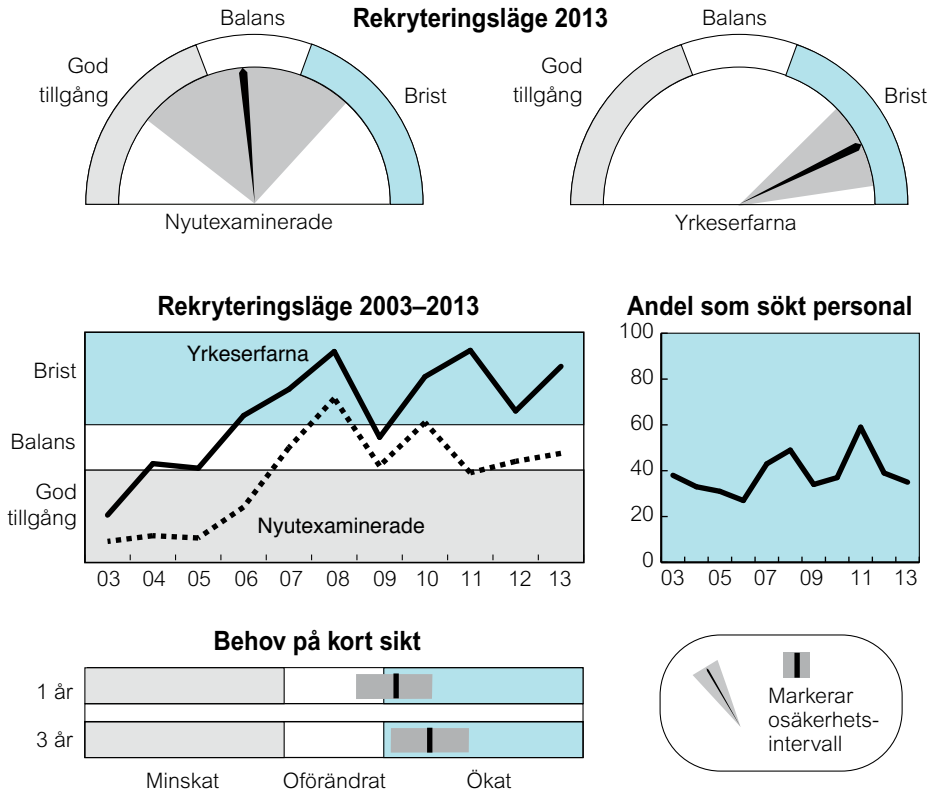 Rekryteringsläge 2013
Balans
God
tillgång
Brist
Nyutexaminerade
Balans
God
tillgång
Brist
Yrkeserfarna
Rekryteringsläge 2003–2013
Brist
Balans
God
tillgång
Yrkeserfarna
Nyutexaminerade
03 04 05 06 07 08 09 10 11 12 13
Andel som sökt personal
100
80
60
40
20
0
03 05 07 09 11 13
Behov på kort sikt
1 år
3 år
Minskat Oförändrat Ökat
Markerar
osäkerhets-
intervall